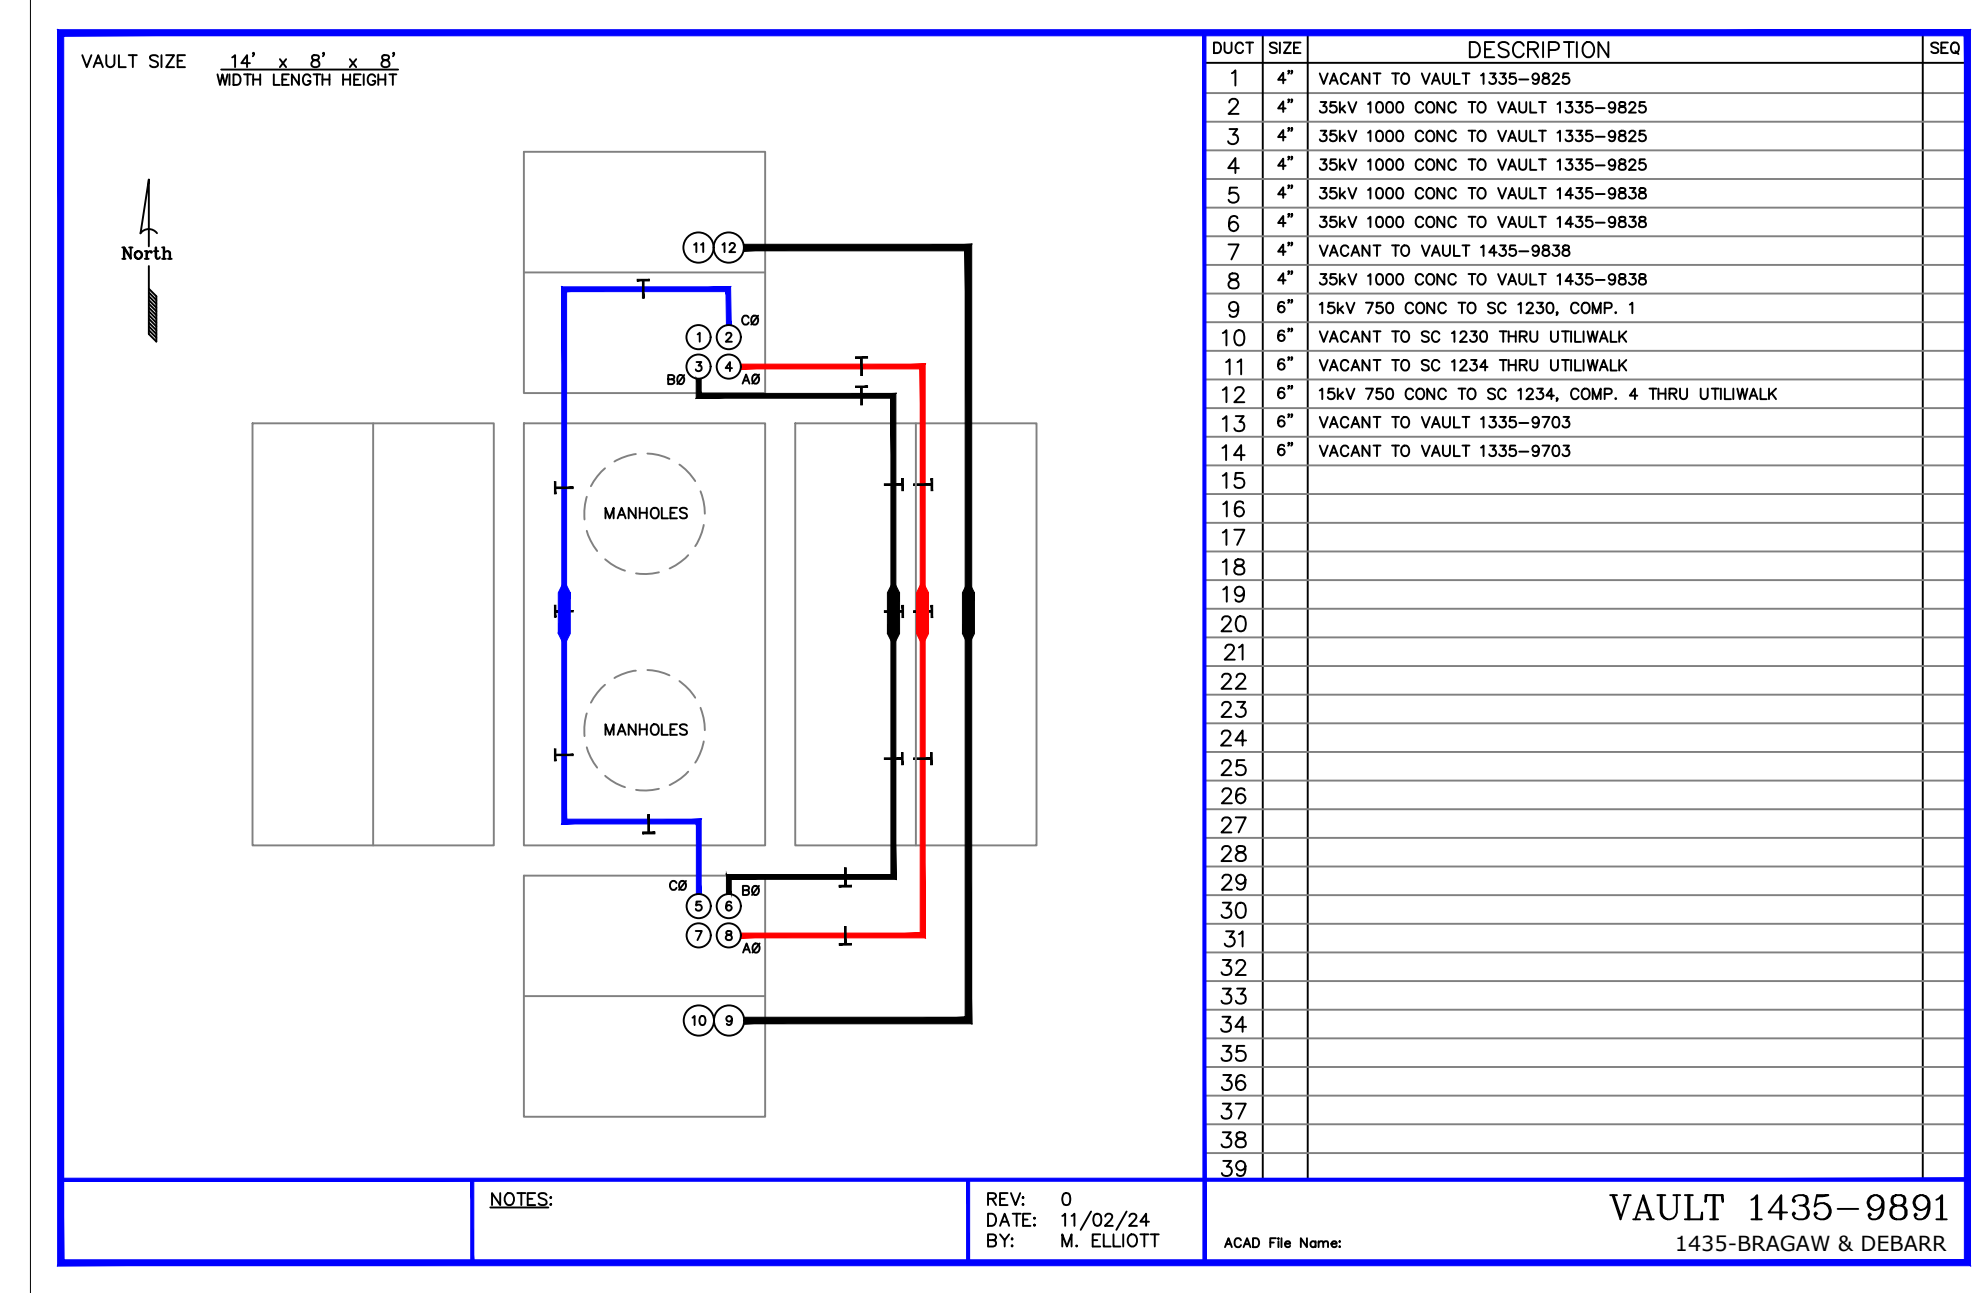 VAULT SIZE 14' x 8' x 8'
WIDTH LENGTH HEIGHT
North
11 12
CØ
1 2
3 4
BØ AØ
MANHOLES
MANHOLES
CØ BØ
5 6
7 8
AØ
10 9
DUCT SIZE DESCRIPTION SEQ
1 4" VACANT TO VAULT 1335-9825
2 4" 35kV 1000 CONC TO VAULT 1335-9825
3 4" 35kV 1000 CONC TO VAULT 1335-9825
4 4" 35kV 1000 CONC TO VAULT 1335-9825
5 4" 35kV 1000 CONC TO VAULT 1435-9838
6 4" 35kV 1000 CONC TO VAULT 1435-9838
7 4" VACANT TO VAULT 1435-9838
8 4" 35kV 1000 CONC TO VAULT 1435-9838
9 6" 15kV 750 CONC TO SC 1230, COMP. 1
10 6" VACANT TO SC 1230 THRU UTILIWALK
11 6" VACANT TO SC 1234 THRU UTILIWALK
12 6" 15kV 750 CONC TO SC 1234, COMP. 4 THRU UTILIWALK
13 6" VACANT TO VAULT 1335-9703
14 6" VACANT TO VAULT 1335-9703
15
16
17
18
19
20
21
22
23
24
25
26
27
28
29
30
31
32
33
34
35
36
37
38
39
NOTES:
REV: 0
DATE: 11/02/24
BY: M. ELLIOTT
VAULT 1435-9891
ACAD File Name: 1435-BRAGAW & DEBARR